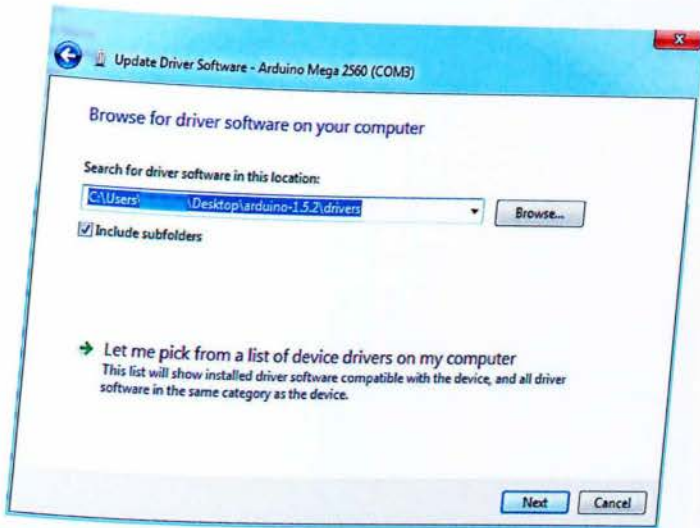 Update Driver Software - Arduino Mega 2560 (COM3)
Browse for driver software on your computer
Search for driver software in this location:
C:\Users\ \Desktop\arduino-1.5.2\drivers
Browse...
Include subfolders
Let me pick from a list of device drivers on my computer
This list will show installed driver software compatible with the device, and all driver
software in the same category as the device.
Next
Cancel